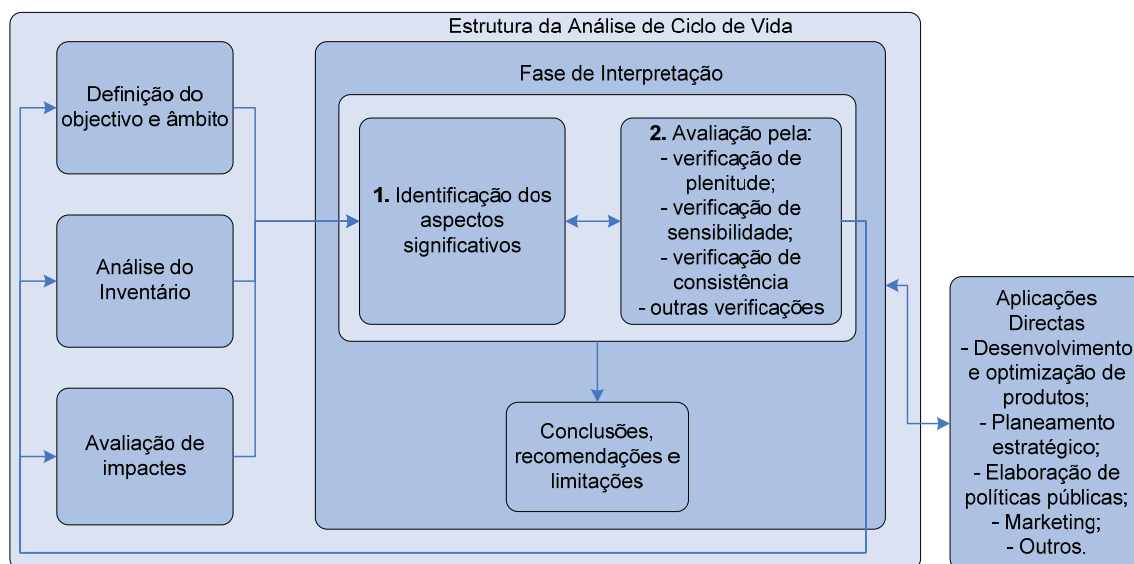 Estrutura da Análise de Ciclo de Vida
Definição do
objectivo e âmbito
Análise do
Inventário
Avaliação de
impactes
Fase de Interpretação
1. Identificação dos
aspectos
significativos
2. Avaliação pela:
- verificação de
plenitude;
- verificação de
sensibilidade;
- verificação de
consistência
- outras verificações
Conclusões,
recomendações e
limitações
Aplicações
Directas
- Desenvolvimento
e optimização de
produtos;
- Planeamento
estratégico;
- Elaboração de
políticas públicas;
- Marketing;
- Outros.